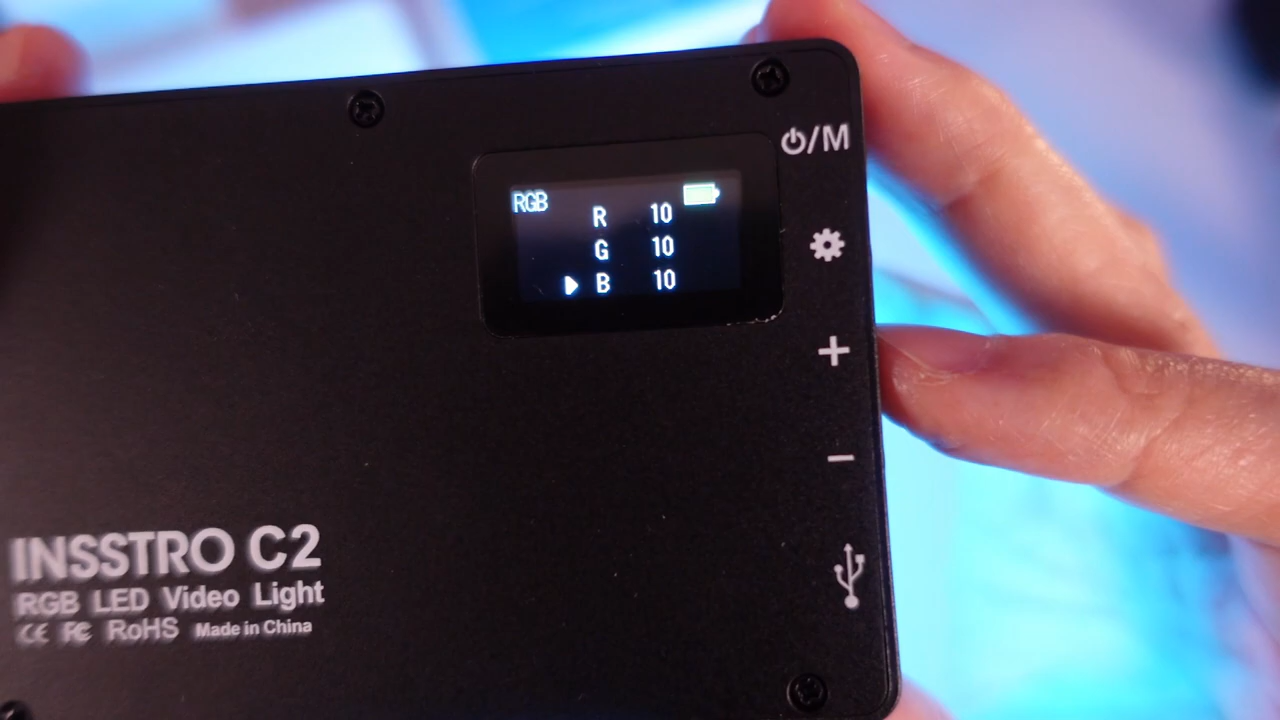 /M
RGB
R 10
G 10
B 10
+
−
INSSTRO C2
RGB LED Video Light
CE FC RoHS Made in China